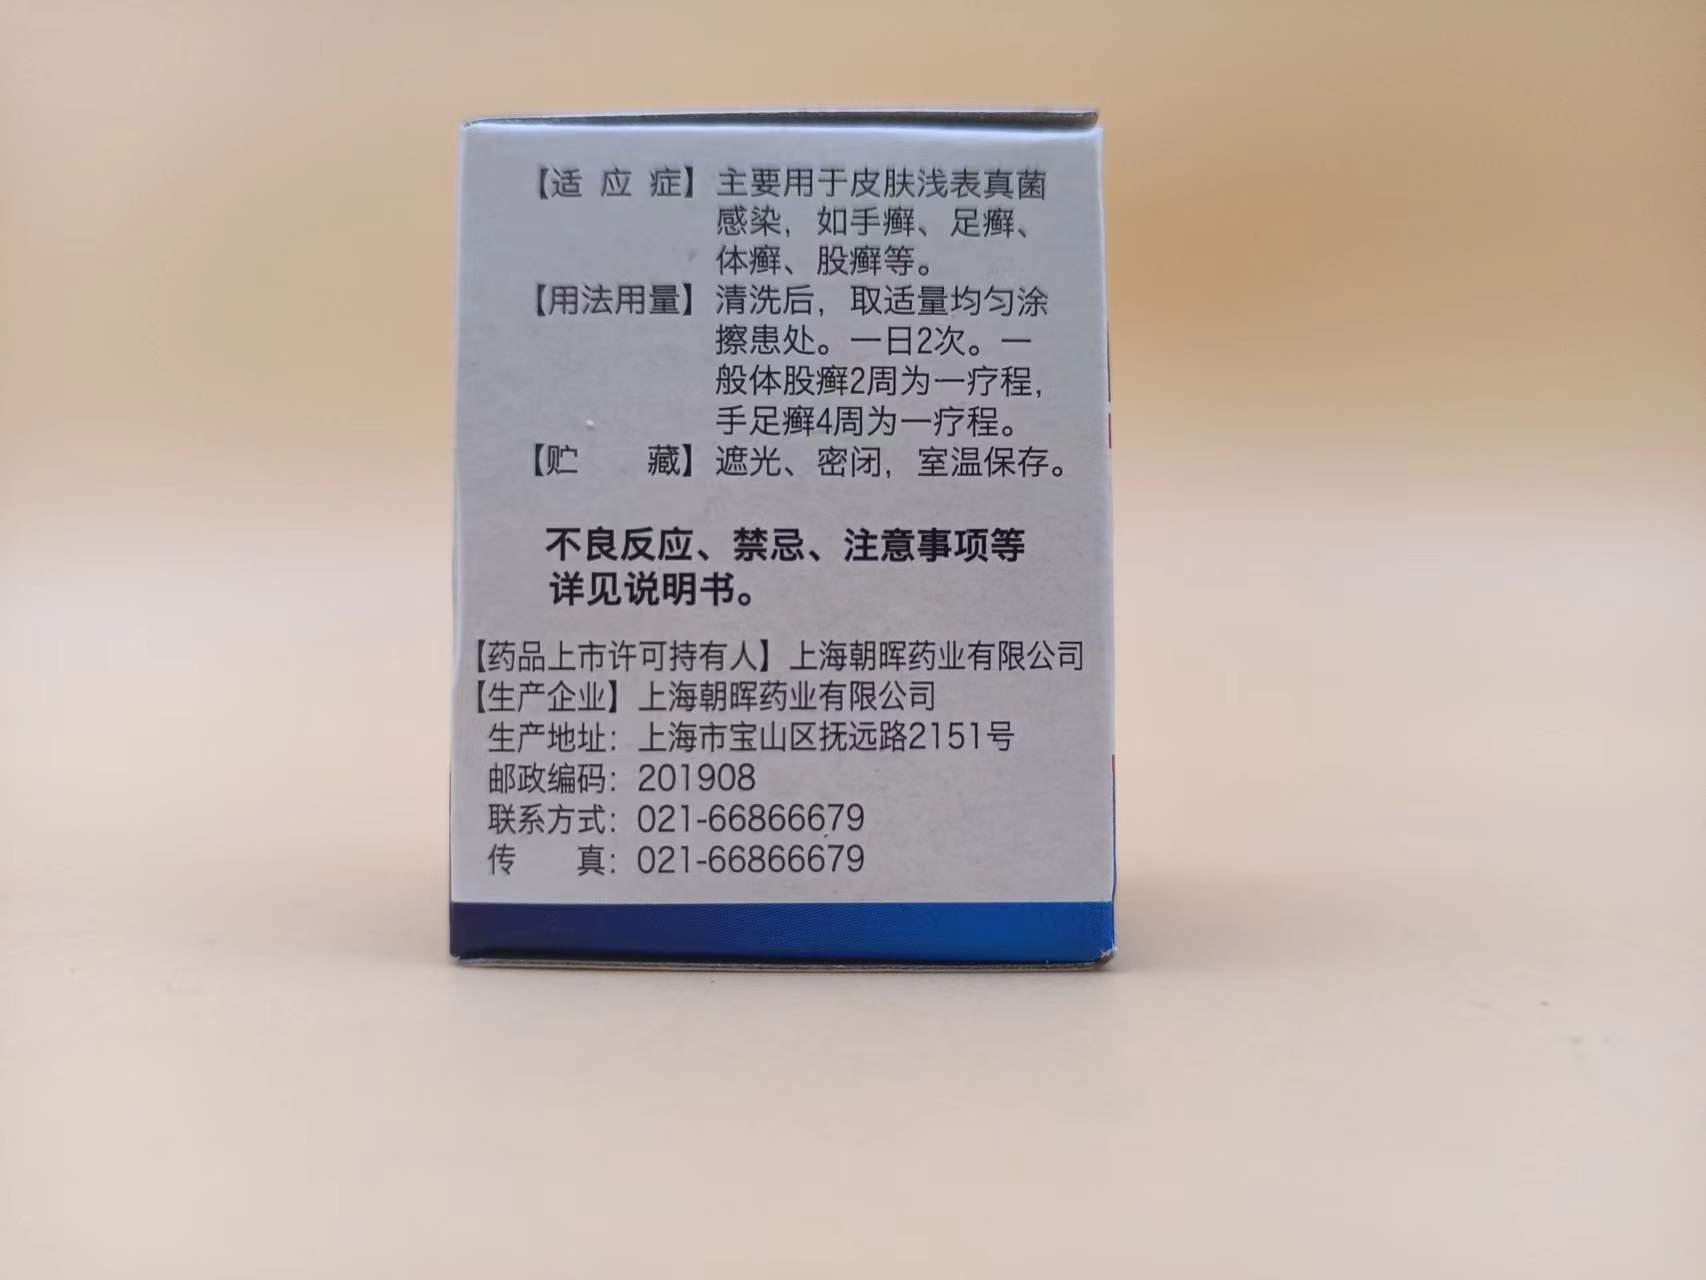 【适应症】主要用于皮肤浅表真菌
感染，如手癣、足癣、
体癣、股癣等。
【用法用量】清洗后，取适量均匀涂
擦患处。一日2次。一
般体股癣2周为一疗程，
手足癣4周为一疗程。
【贮藏】遮光、密闭，室温保存。
不良反应、禁忌、注意事项等
详见说明书。
【药品上市许可持有人】上海朝晖药业有限公司
【生产企业】上海朝晖药业有限公司
生产地址：上海市宝山区抚远路2151号
邮政编码：201908
联系方式：021-66866679
传真：021-66866679